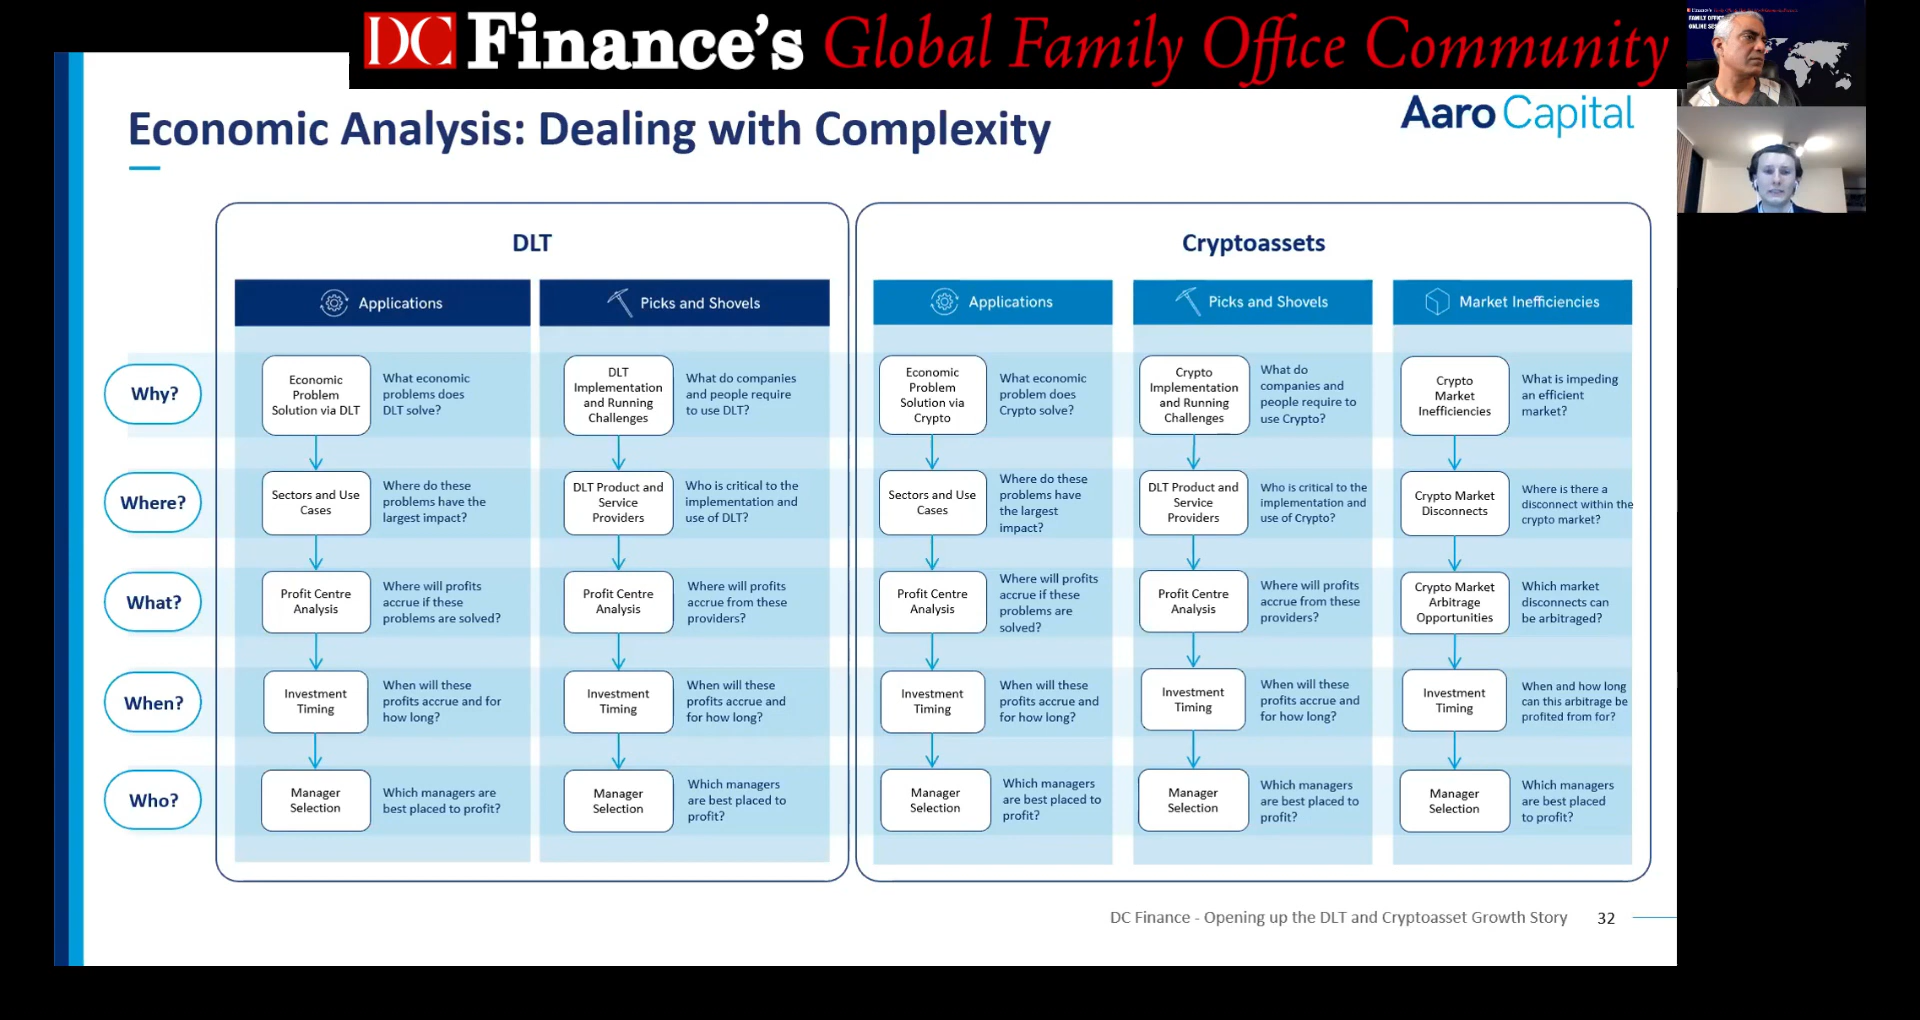 DC Finance's Global Family Office Community
FAMILY OFFI
ONLINE SE
Economic Analysis: Dealing with Complexity
Aaro Capital
DLT
Cryptoassets
Applications
Picks and Shovels
Applications
Picks and Shovels
Market Inefficiencies
Why?
Economic
Problem
Solution via DLT
What economic
problems does
DLT solve?
DLT
Implementation
and Running
Challenges
What do companies
and people require
to use DLT?
Economic
Problem
Solution via
Crypto
What economic
problem does
Crypto solve?
Crypto
Implementation
and Running
Challenges
What do
companies and
people require to
use Crypto?
Crypto
Market
Inefficiencies
What is impeding
an efficient
market?
Where?
Sectors and Use
Cases
Where do these
problems have the
largest impact?
DLT Product and
Service
Providers
Who is critical to the
implementation and
use of DLT?
Sectors and Use
Cases
Where do these
problems have
the largest
impact?
DLT Product and
Service
Providers
Who is critical to the
implementation and
use of Crypto?
Crypto Market
Disconnects
Where is there a
disconnect within the
crypto market?
What?
Profit Centre
Analysis
Where will profits
accrue if these
problems are solved?
Profit Centre
Analysis
Where will profits
accrue from these
providers?
Profit Centre
Analysis
Where will profits
accrue if these
problems are
solved?
Profit Centre
Analysis
Where will profits
accrue from these
providers?
Crypto Market
Arbitrage
Opportunities
Which market
disconnects can
be arbitraged?
When?
Investment
Timing
When will these
profits accrue and for
how long?
Investment
Timing
When will these
profits accrue and
for how long?
Investment
Timing
When will these
profits accrue and
for how long?
Investment
Timing
When will these
profits accrue and
for how long?
Investment
Timing
When and how long
can this arbitrage be
profited from for?
Who?
Manager
Selection
Which managers are
best placed to profit?
Manager
Selection
Which managers
are best placed to
profit?
Manager
Selection
Which managers
are best placed to
profit?
Manager
Selection
Which managers
are best placed to
profit?
Manager
Selection
Which managers
are best placed
to profit?
DC Finance - Opening up the DLT and Cryptoasset Growth Story 32